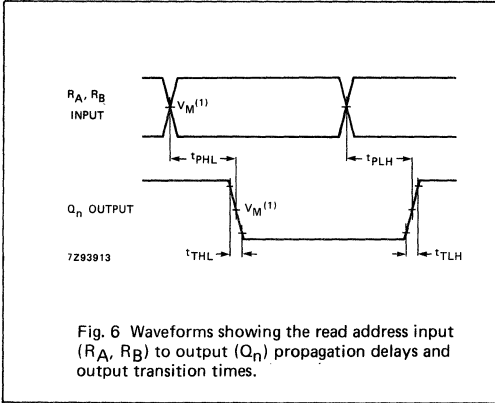 RA, RB
INPUT
VM(1)
tPHL
tPLH
Qn OUTPUT
VM(1)
7Z93913
tTHL
tTLH
Fig. 6 Waveforms showing the read address input
(RA, RB) to output (Qn) propagation delays and
output transition times.